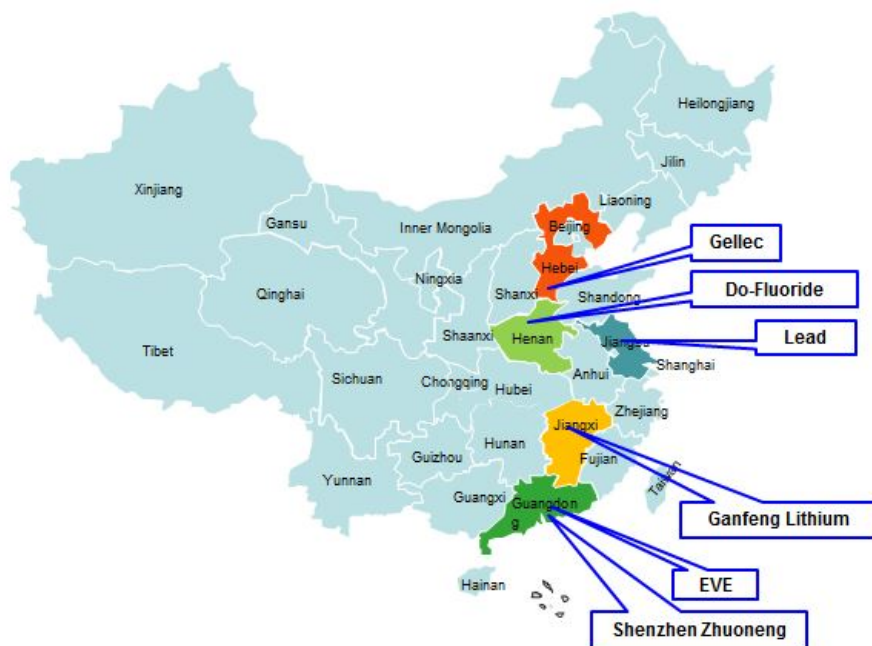 Heilongjiang
Jilin
Xinjiang
Liaoning
Gansu
Inner Mongolia
Beijing
Gellec
Hebei
Ningxia
Qinghai
Shanxi
Shandong
Do-Fluoride
Shaanxi
Henan
Jiangsu
Lead
Tibet
Shanghai
Sichuan
Chongqing
Hubei
Anhui
Zhejiang
Hunan
Jiangxi
Guizhou
Fujian
Yunnan
Taiwan
Guangxi
Guangdon
g
Ganfeng Lithium
Hainan
EVE
Shenzhen Zhuoneng